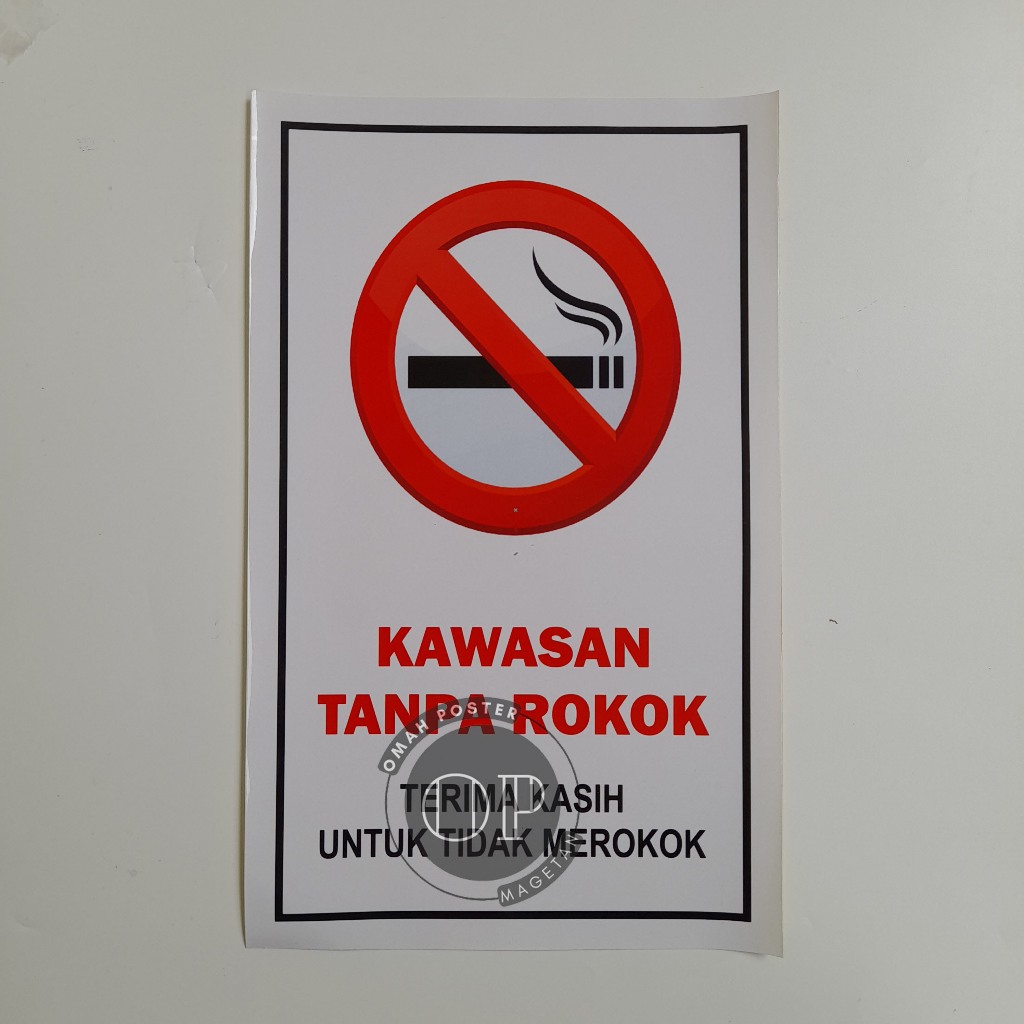 KAWASAN
TANPA ROKOK
OMAH POSTER
OP
TERIMA KASIH
UNTUK TIDAK MEROKOK
MAGETAN